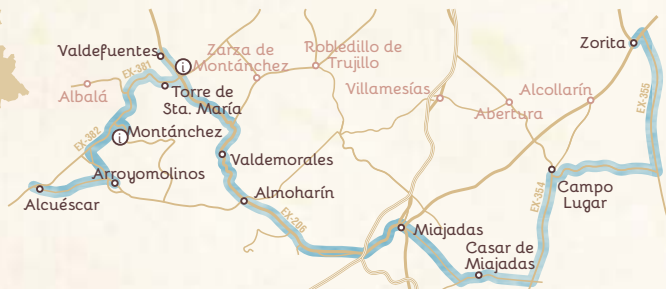 Valdefuentes
Zarza de
Montánchez
Robledillo de
Trujillo
Zorita
EX-381
Albalá
Torre de
Sta. María
Villamesías
Alcollarín
Abertura
EX-355
EX-382
i
i
Montánchez
Valdemorales
Arroyomolinos
Alcuéscar
Almoharín
EX-206
Miajadas
Casar de
Miajadas
EX-354
Campo
Lugar